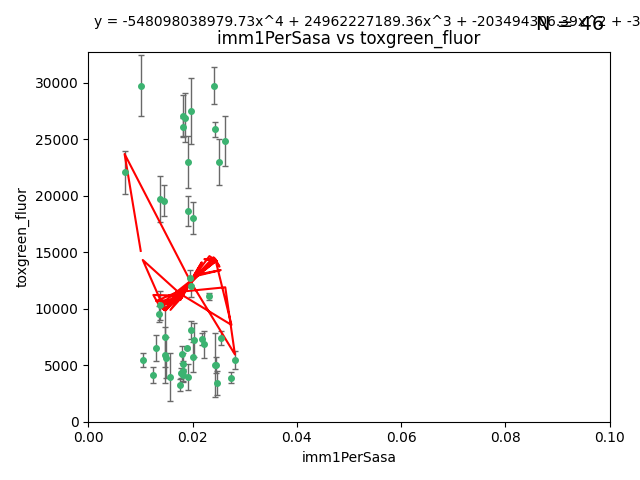 y = -548098038979.73x^4 + 24962227189.36x^3 + -203494306.39x^2 + -3
N = 46
imm1PerSasa vs toxgreen_fluor
30000
25000
20000
15000
10000
5000
0
toxgreen_fluor
0.00 0.02 0.04 0.06 0.08 0.10
imm1PerSasa